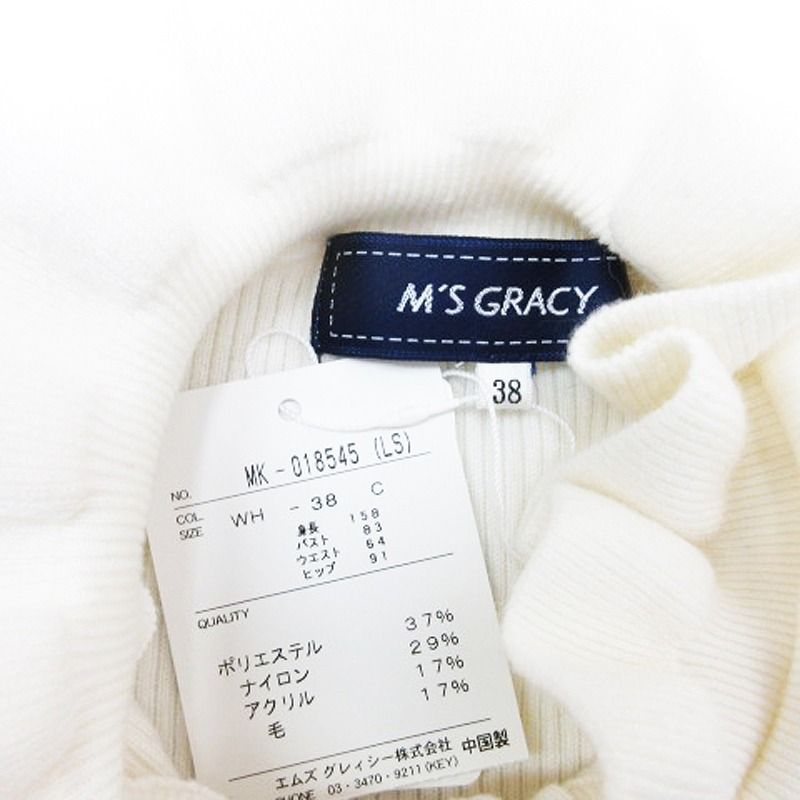 M'S GRACY
38
NO. MK-018545 (LS)
COL WH - 38 C
SIZE
身長 158
バスト 83
ウエスト 64
ヒップ 91
QUALITY
ポリエステル 37%
ナイロン 29%
アクリル 17%
毛 17%
エムズ グレィシー株式会社 中国製
PHONE 03・3470・9211(KEY)